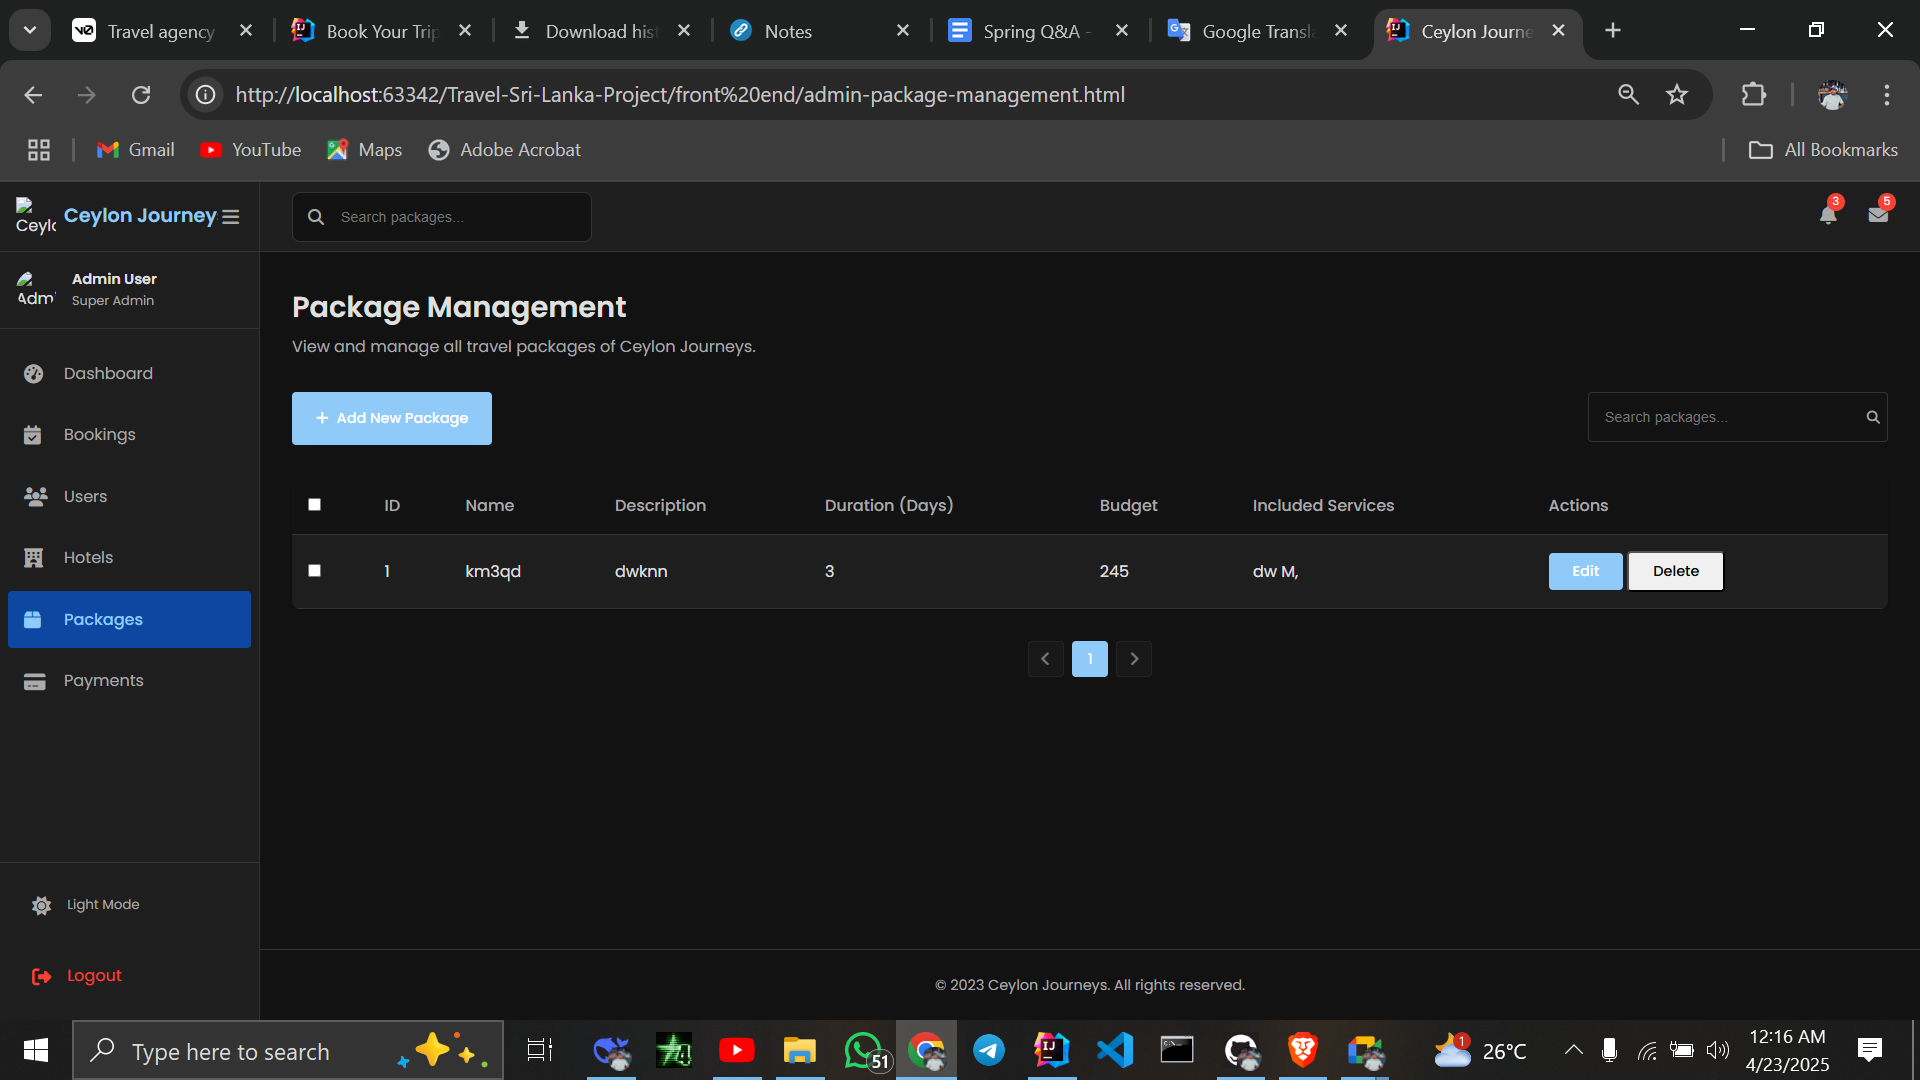 Travel agency
Book Your Trip
Download his
Notes
Spring Q&A -
Google Transla
Ceylon Journe
http://localhost:63342/Travel-Sri-Lanka-Project/front%20end/admin-package-management.html
Gmail
YouTube
Maps
Adobe Acrobat
All Bookmarks
Ceylo
Ceylon Journey
Search packages...
3
5
Admi
Admin User
Super Admin
Dashboard
Bookings
Users
Hotels
Packages
Payments
Light Mode
Logout
Package Management
View and manage all travel packages of Ceylon Journeys.
+ Add New Package
Search packages...
ID Name Description Duration (Days) Budget Included Services Actions
1 km3qd dwknn 3 245 dw M, Edit Delete
1
© 2023 Ceylon Journeys. All rights reserved.
Type here to search
51
1
26°C
12:16 AM
4/23/2025